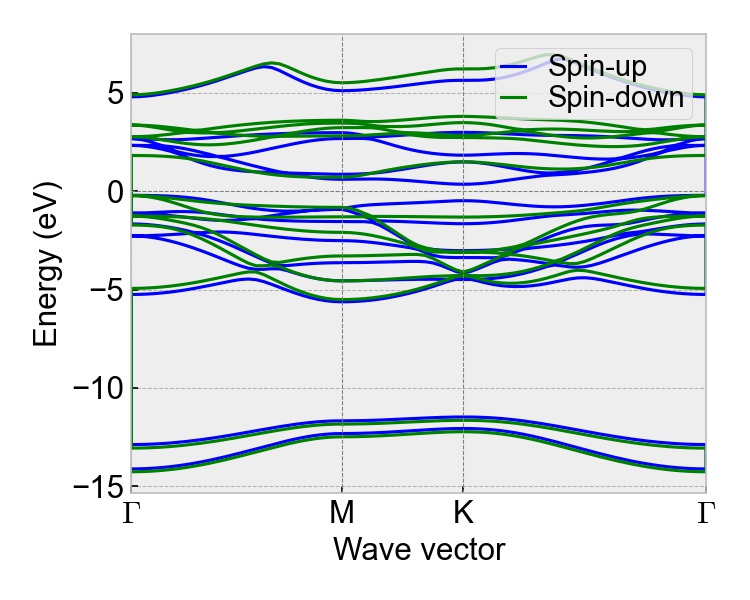 Spin-up
Spin-down
Energy (eV)
5
0
−5
−10
−15
Γ M K Γ
Wave vector